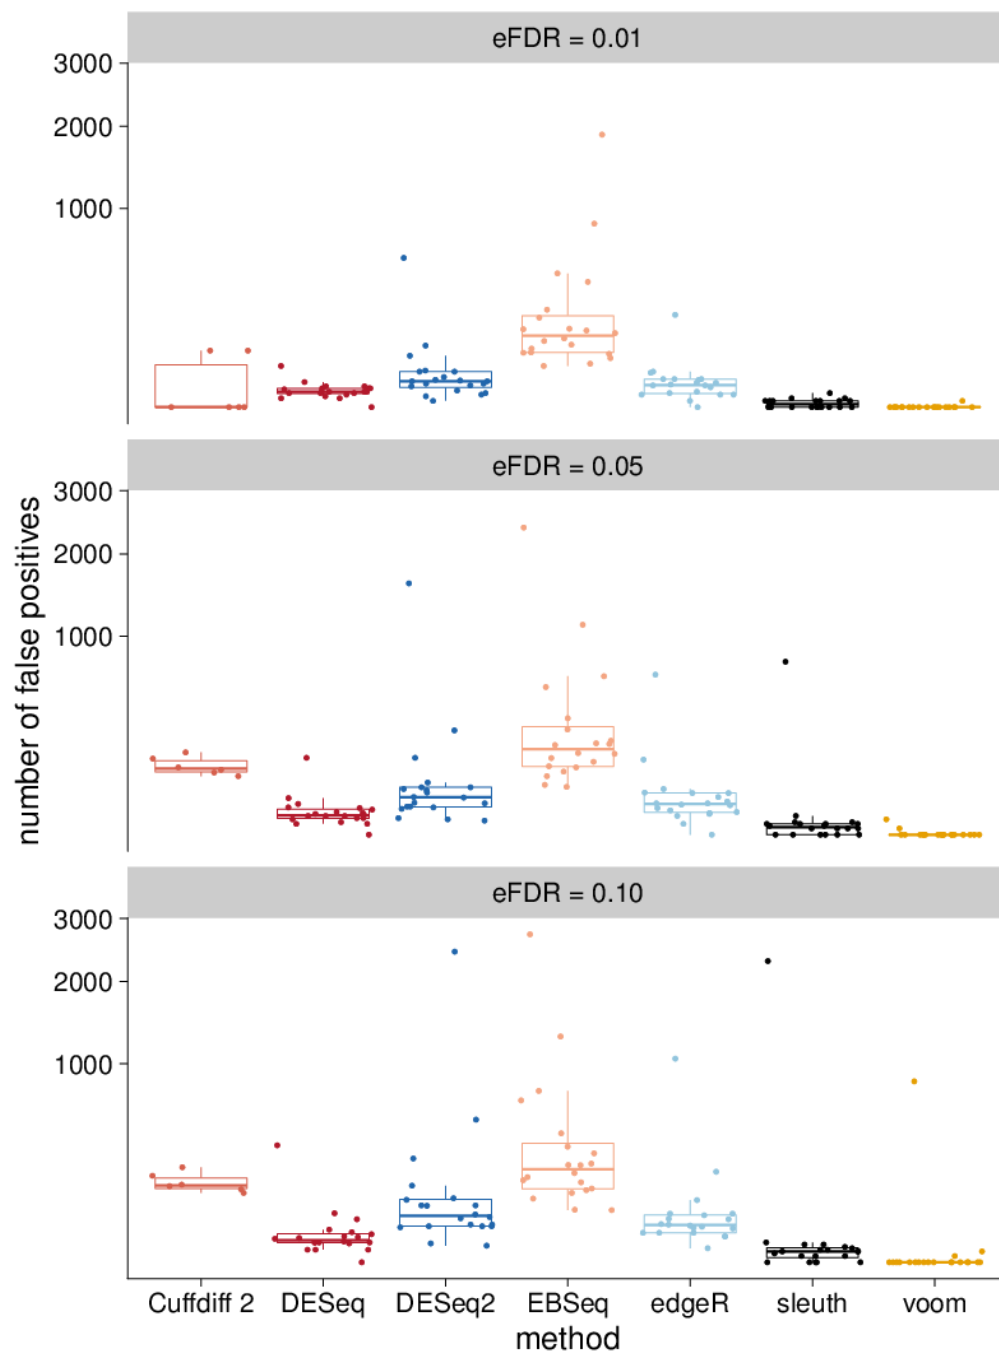 eFDR = 0.01
3000
2000
1000
eFDR = 0.05
3000
2000
1000
number of false positives
eFDR = 0.10
3000
2000
1000
Cuffdiff 2 DESeq DESeq2 EBSeq edgeR sleuth voom
method